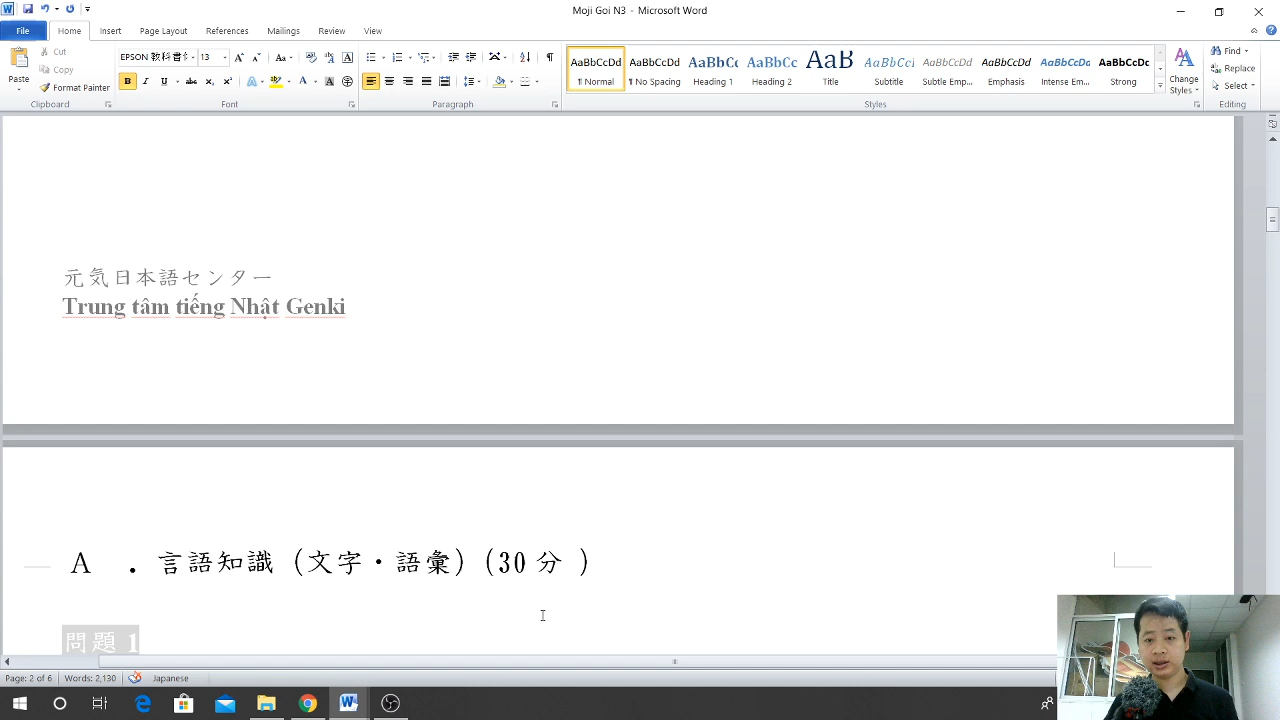 Moji Goi N3 - Microsoft Word
File Home Insert Page Layout References Mailings Review View
Paste
Cut
Copy
Format Painter
Clipboard
EPSON 教科書 13
Font
Paragraph
AaBbCcDd AaBbCcDd AaBbC AaBbCc AaB AaBbCcI AaBbCcDd AaBbCcDd AaBbCcDd AaBbCcDc
¶ Normal ¶ No Spacing Heading 1 Heading 2 Title Subtitle Subtle Emp... Emphasis Intense Em... Strong
Styles
Change Styles
Find
Replace
Select
Editing
元気日本語センター
Trung tâm tiếng Nhật Genki
A .言語知識（文字・語彙）（30分 ）
問題 1
Page: 2 of 6 Words: 2,130 Japanese